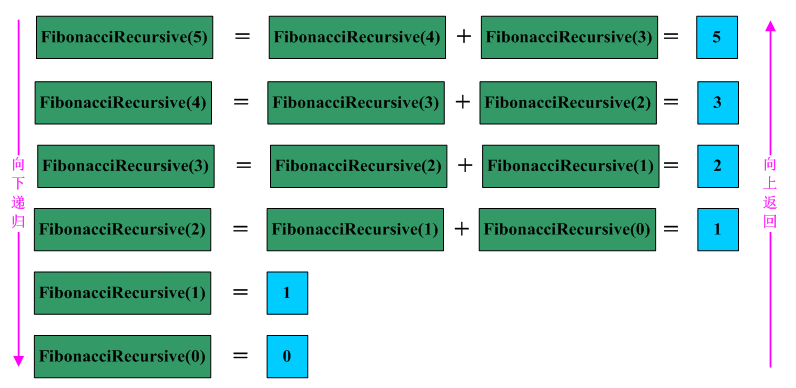 FibonacciRecursive(5) = FibonacciRecursive(4) + FibonacciRecursive(3) = 5
FibonacciRecursive(4) = FibonacciRecursive(3) + FibonacciRecursive(2) = 3
FibonacciRecursive(3) = FibonacciRecursive(2) + FibonacciRecursive(1) = 2
FibonacciRecursive(2) = FibonacciRecursive(1) + FibonacciRecursive(0) = 1
FibonacciRecursive(1) = 1
FibonacciRecursive(0) = 0
向下递归
向上返回